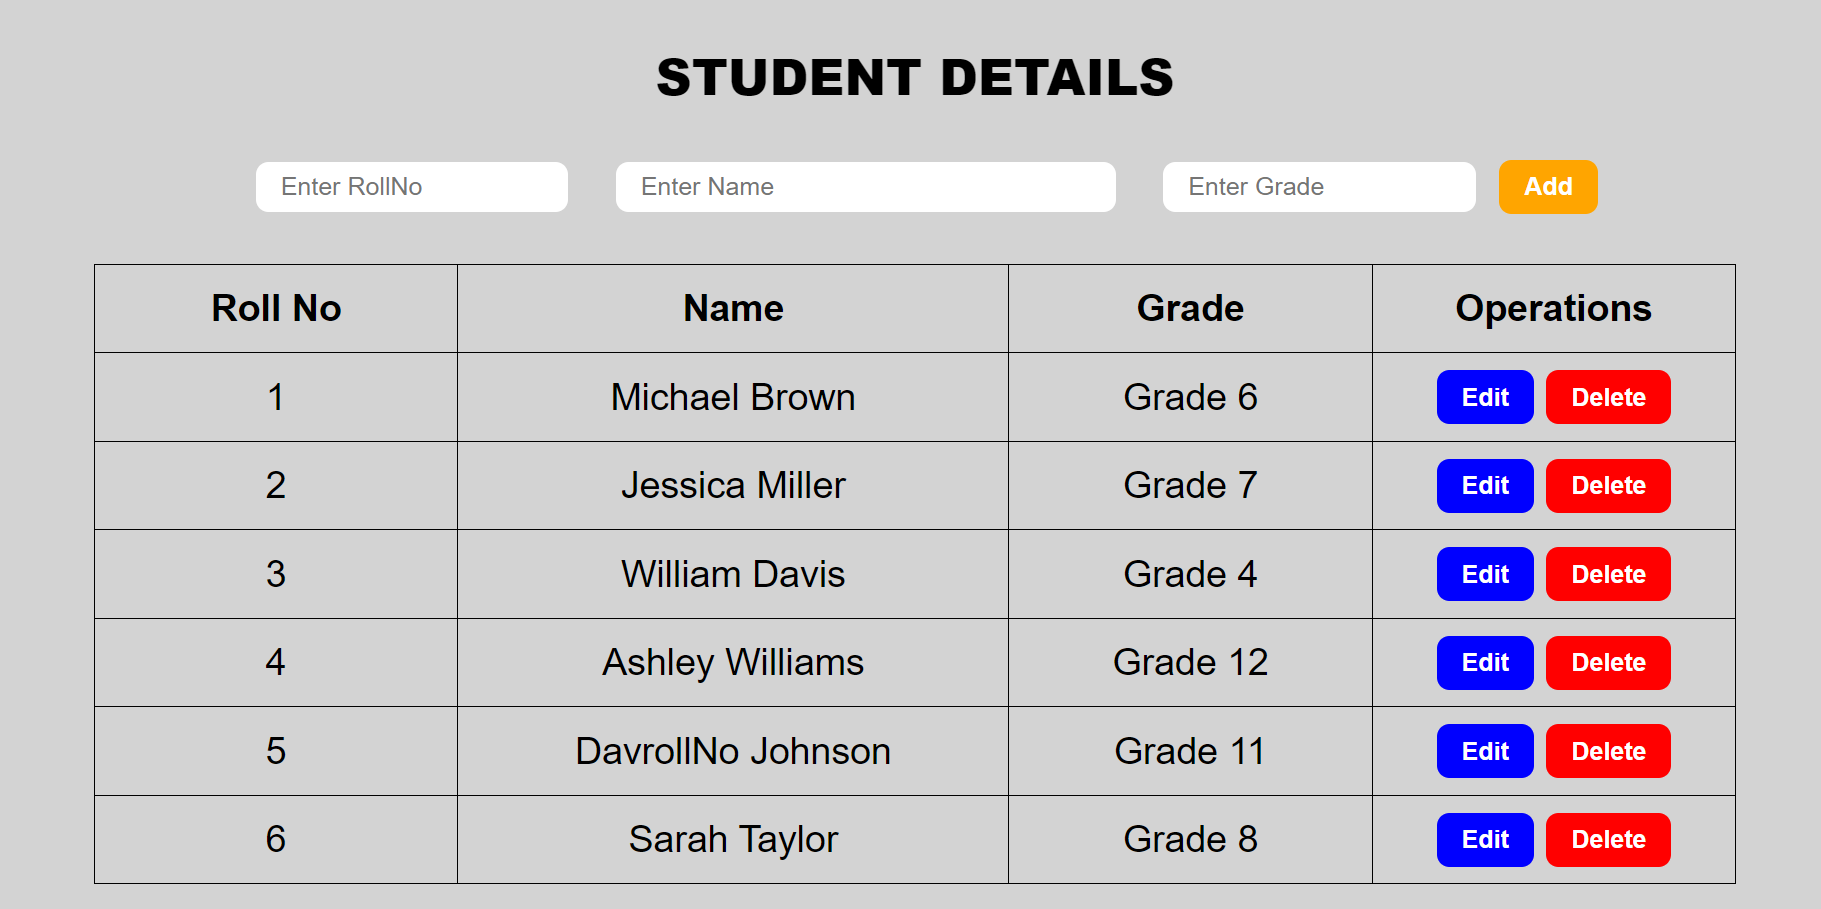 STUDENT DETAILS
Enter RollNo Enter Name Enter Grade Add
Roll No Name Grade Operations
1 Michael Brown Grade 6 Edit Delete
2 Jessica Miller Grade 7 Edit Delete
3 William Davis Grade 4 Edit Delete
4 Ashley Williams Grade 12 Edit Delete
5 DavrollNo Johnson Grade 11 Edit Delete
6 Sarah Taylor Grade 8 Edit Delete